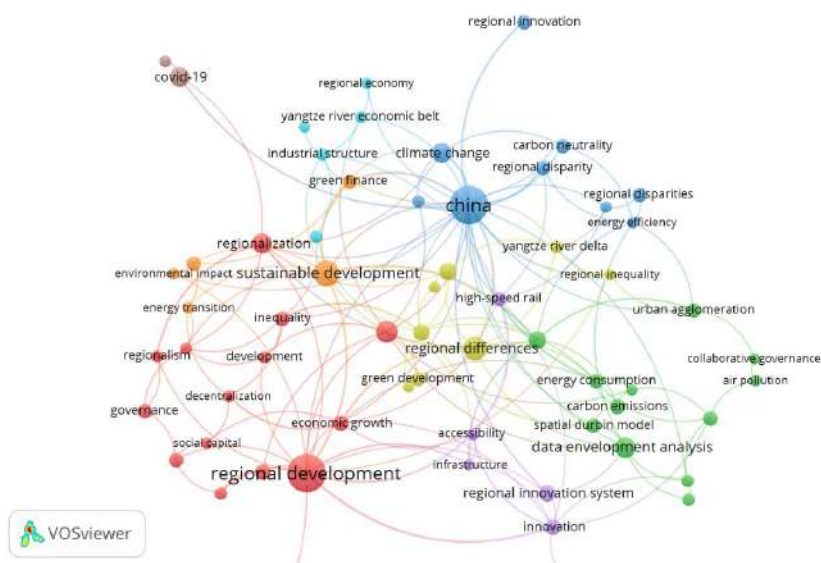 regional innovation
covid-19
regional economy
yangtze river economic belt
industrial structure
climate change
carbon neutrality
regional disparity
green finance
china
regional disparities
energy efficiency
regionalization
yangtze river delta
environmental impact
sustainable development
regional inequality
high-speed rail
energy transition
inequality
urban agglomeration
regionalism
development
regional differences
collaborative governance
green development
energy consumption
air pollution
decentralization
governance
carbon emissions
economic growth
spatial durbin model
social capital
accessibility
data envelopment analysis
infrastructure
regional development
regional innovation system
innovation
VOSviewer